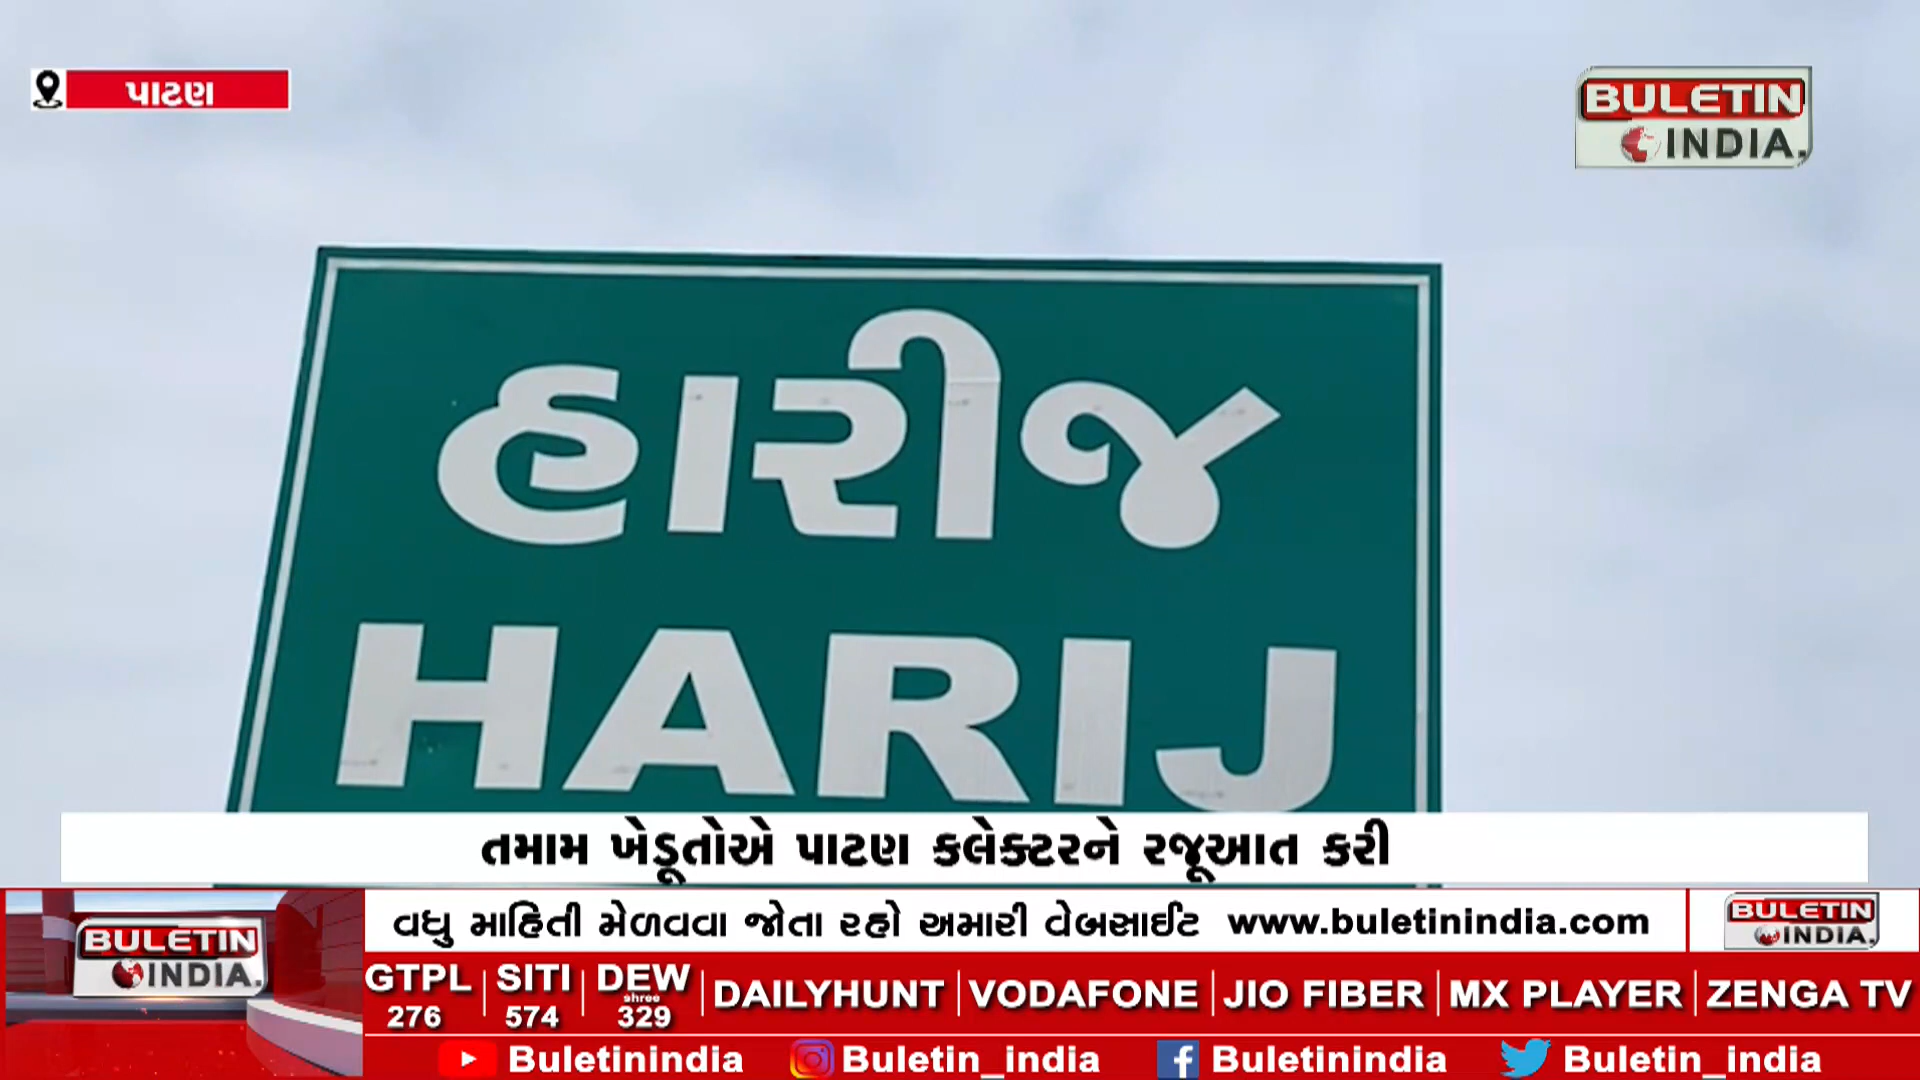 પાટણ
BULETIN
INDIA.
હારીજ
HARIJ
તમામ ખેડૂતોએ પાટણ કલેક્ટરને રજૂઆત કરી
BULETIN
INDIA.
વધુ માહિતી મેળવવા જોતા રહો અમારી વેબસાઈટ www.buletinindia.com
BULETIN
INDIA.
GTPL 276 | SITI 574 | DEW shree 329 | DAILYHUNT | VODAFONE | JIO FIBER | MX PLAYER | ZENGA TV
Buletinindia Buletin_india Buletinindia Buletin_india